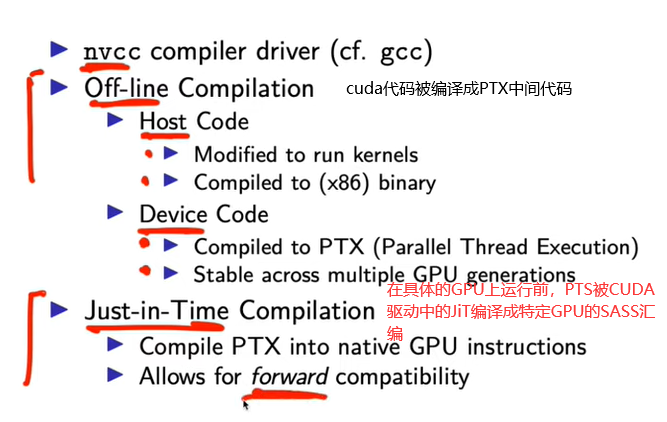 nvcc compiler driver (cf. gcc)
Off-line Compilation cuda代码被编译成PTX中间代码
Host Code
Modified to run kernels
Compiled to (x86) binary
Device Code
Compiled to PTX (Parallel Thread Execution)
Stable across multiple GPU generations
在具体的GPU上运行前，PTS被CUDA
Just-in-Time Compilation 驱动中的JiT编译成特定GPU的SASS汇
编
Compile PTX into native GPU instructions
Allows for forward compatibility